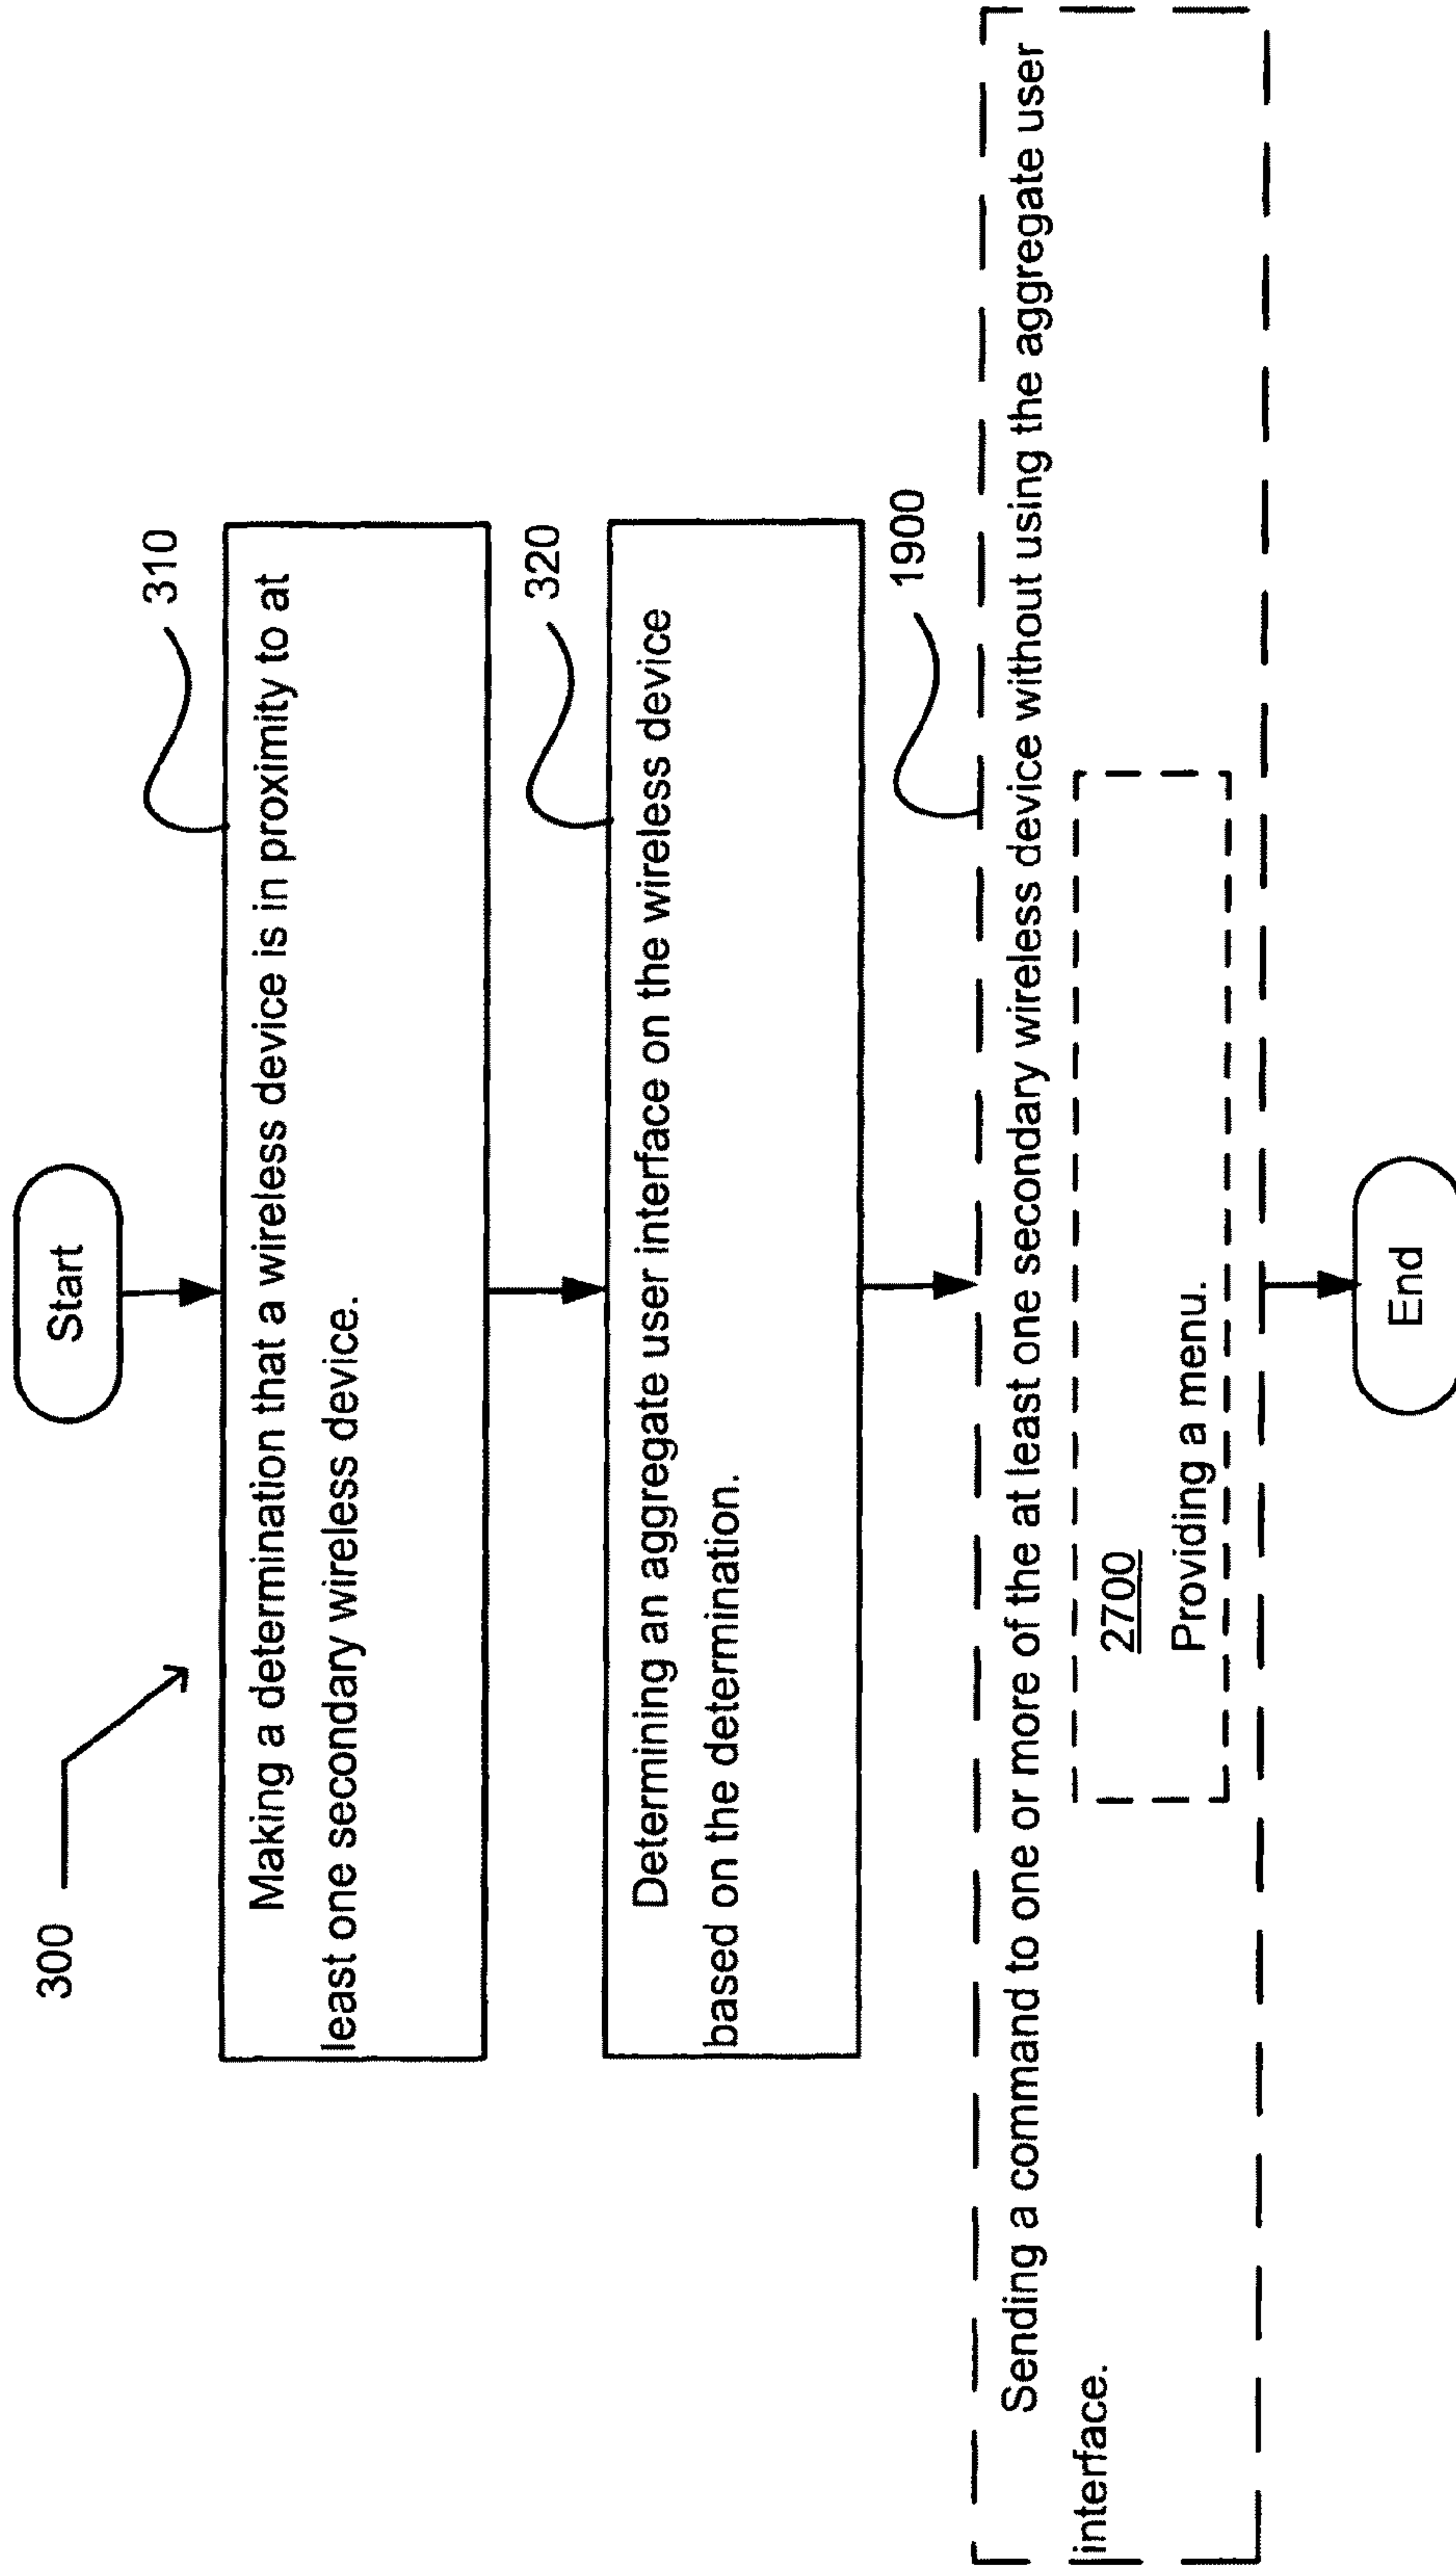 Start
300
310
Making a determination that a wireless device is in proximity to at
least one secondary wireless device.
320
Determining an aggregate user interface on the wireless device
based on the determination.
1900
Sending a command to one or more of the at least one secondary wireless device without using the aggregate user
interface.
2700
Providing a menu.
End